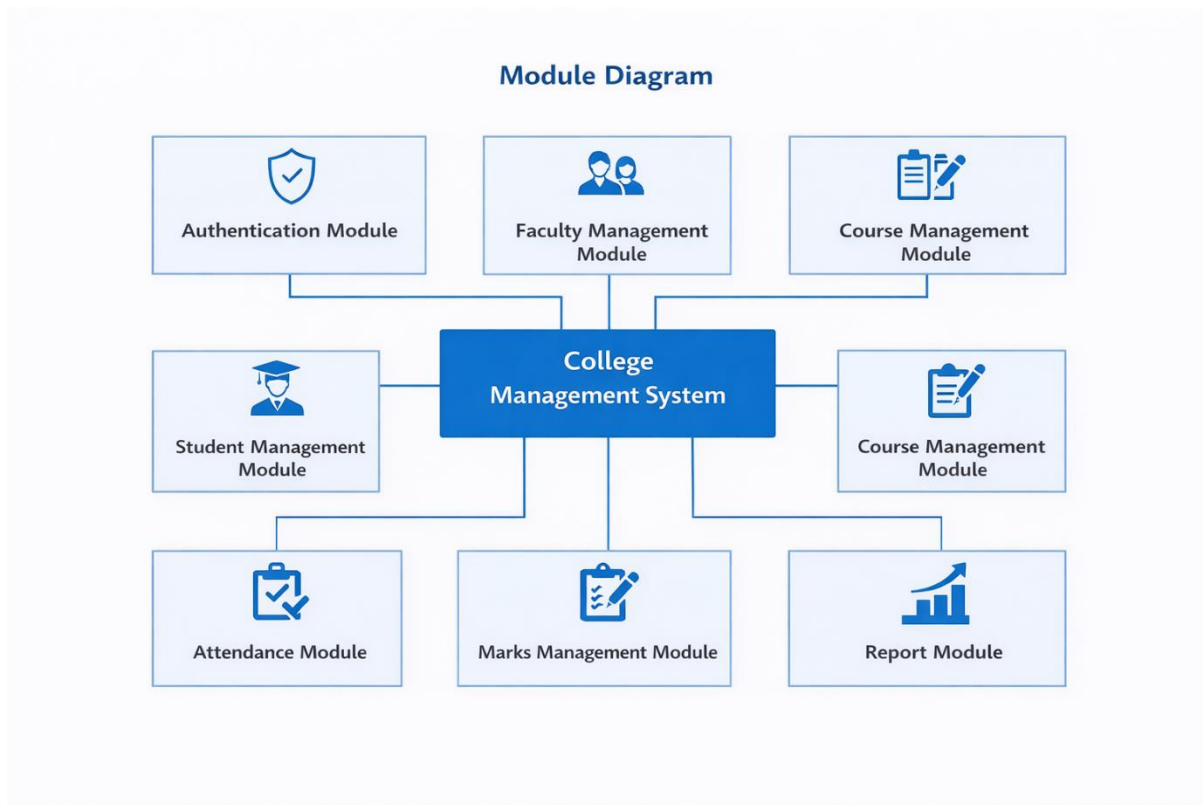 Module Diagram
Authentication Module
Faculty Management
Module
Course Management
Module
College
Management System
Student Management
Module
Course Management
Module
Attendance Module
Marks Management Module
Report Module